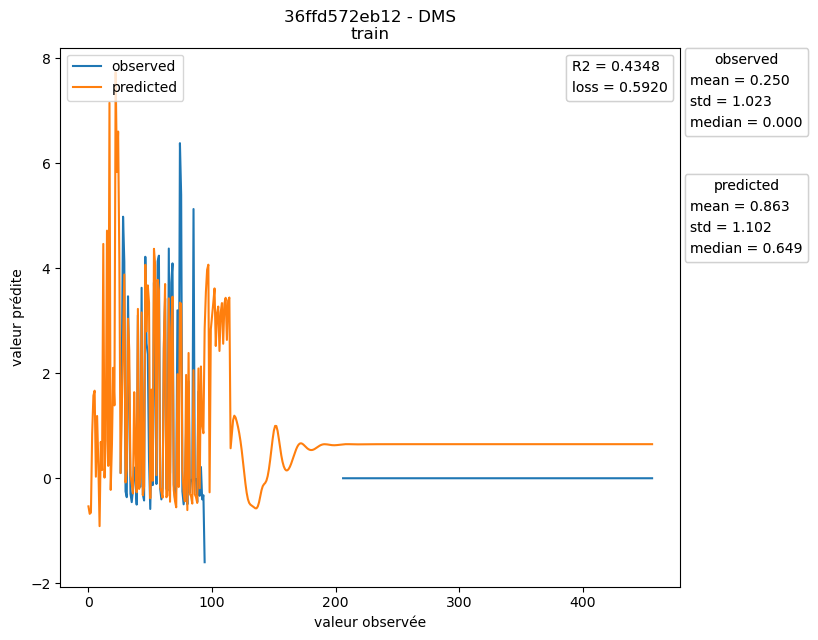 36ffd572eb12 - DMS
train
observed
predicted
R2 = 0.4348
loss = 0.5920
observed
mean = 0.250
std = 1.023
median = 0.000
predicted
mean = 0.863
std = 1.102
median = 0.649
8
6
4
2
0
−2
valeur prédite
0 100 200 300 400
valeur observée